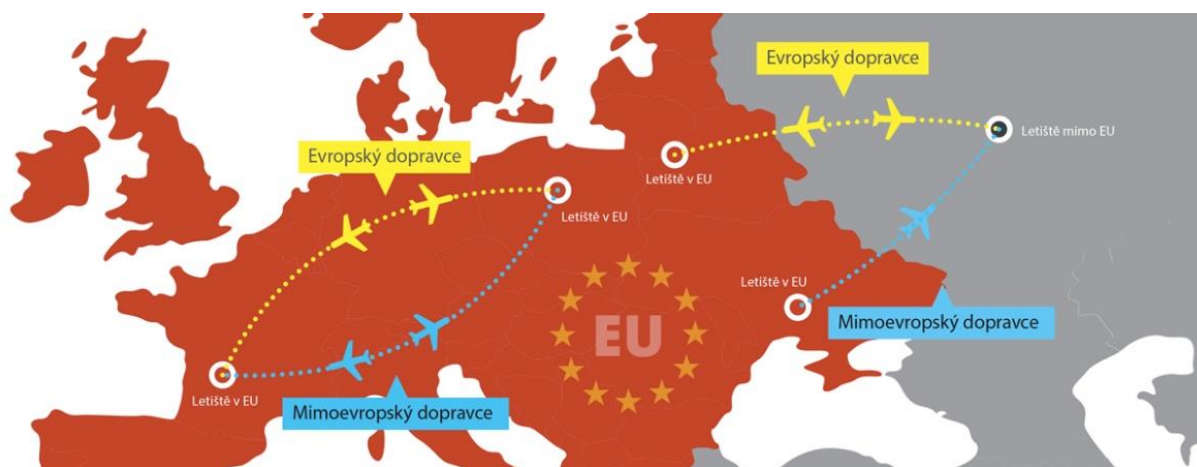 Evropský dopravce
Letiště mimo EU
Evropský dopravce
Letiště v EU
Letiště v EU
Letiště v EU
EU
Mimoevropský dopravce
Letiště v EU
Mimoevropský dopravce